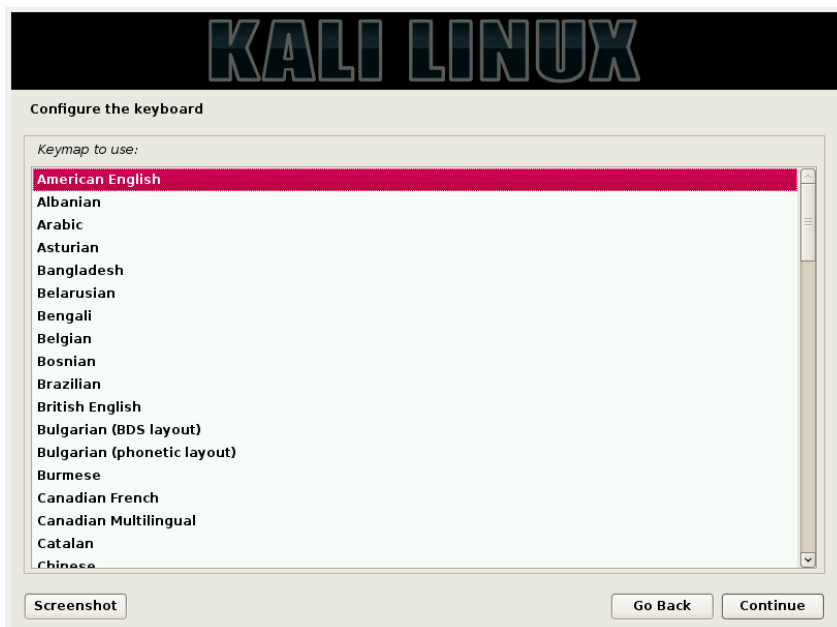 KALI LINUX
Configure the keyboard
Keymap to use:
American English
Albanian
Arabic
Asturian
Bangladesh
Belarusian
Bengali
Belgian
Bosnian
Brazilian
British English
Bulgarian (BDS layout)
Bulgarian (phonetic layout)
Burmese
Canadian French
Canadian Multilingual
Catalan
Chinese
Screenshot Go Back Continue